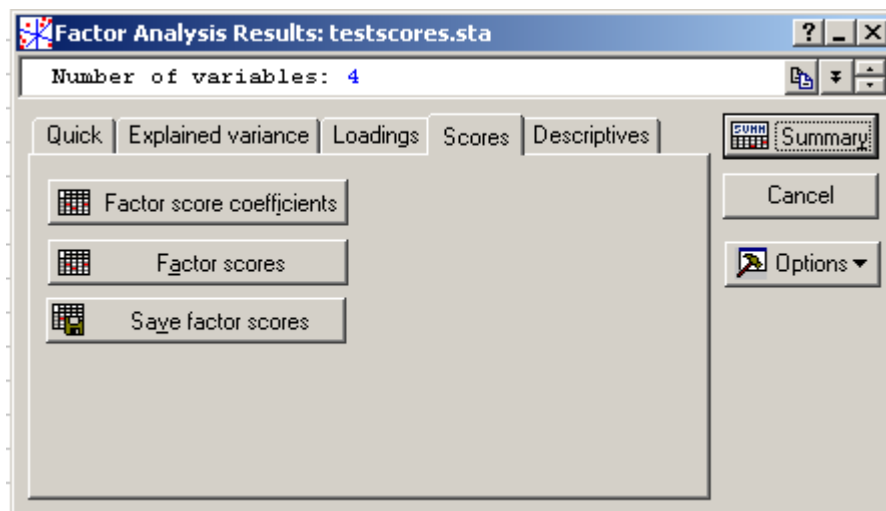 Factor Analysis Results: testscores.sta
Number of variables: 4
Quick Explained variance Loadings Scores Descriptives
Factor score coefficients
Factor scores
Save factor scores
SUMM Summary
Cancel
Options